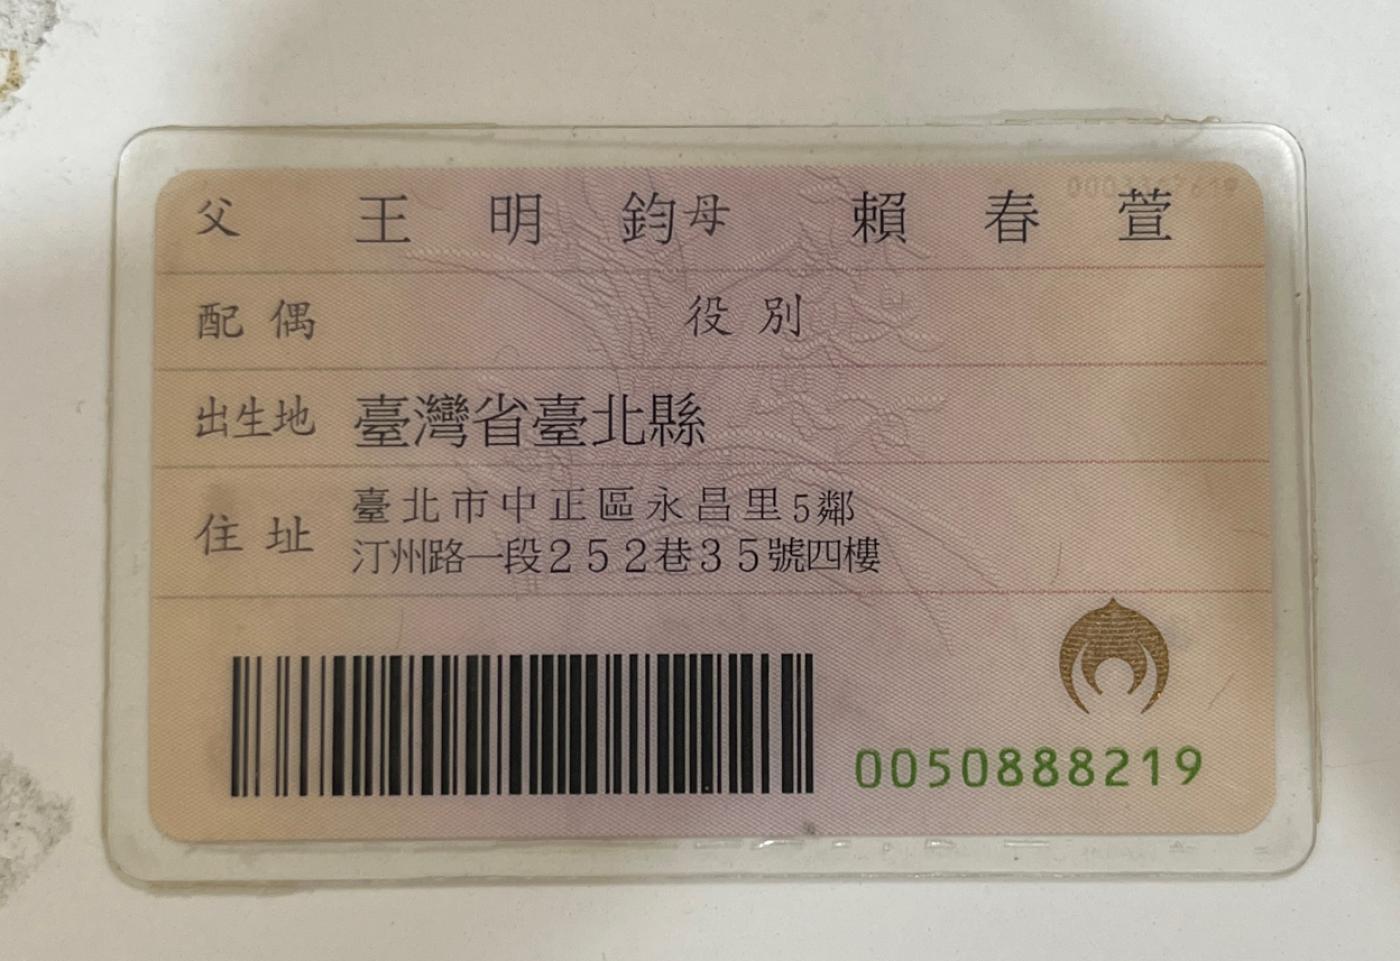 父 王明鈞 母 賴春萱
配偶 役別
出生地 臺灣省臺北縣
住址 臺北市中正區永昌里5鄰
汀州路一段252巷35號四樓
0050888219